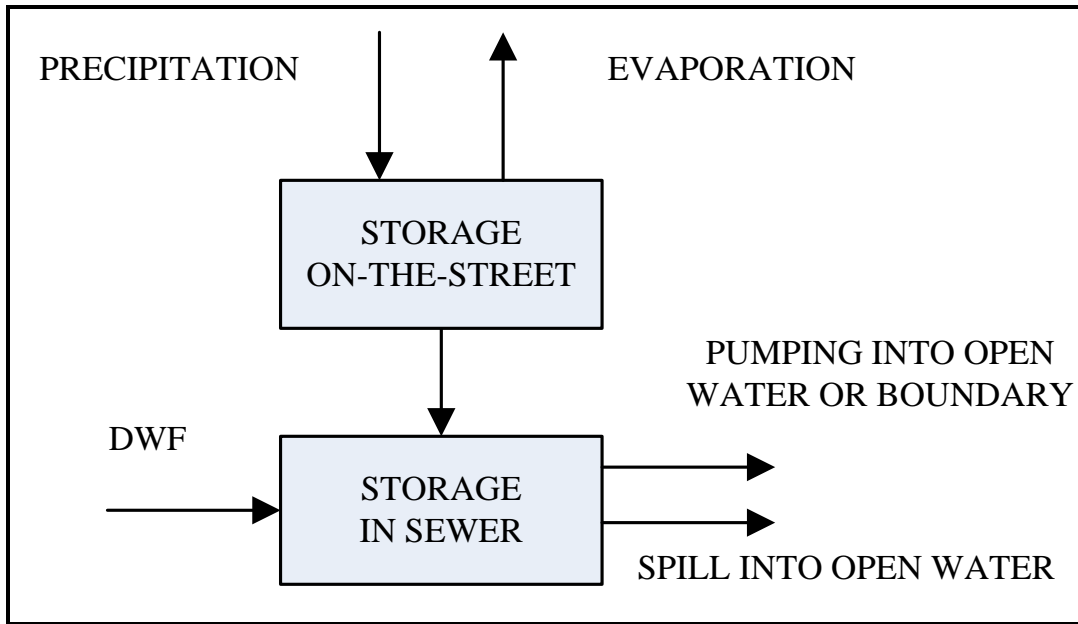 PRECIPITATION
EVAPORATION
STORAGE
ON-THE-STREET
PUMPING INTO OPEN
WATER OR BOUNDARY
DWF
STORAGE
IN SEWER
SPILL INTO OPEN WATER